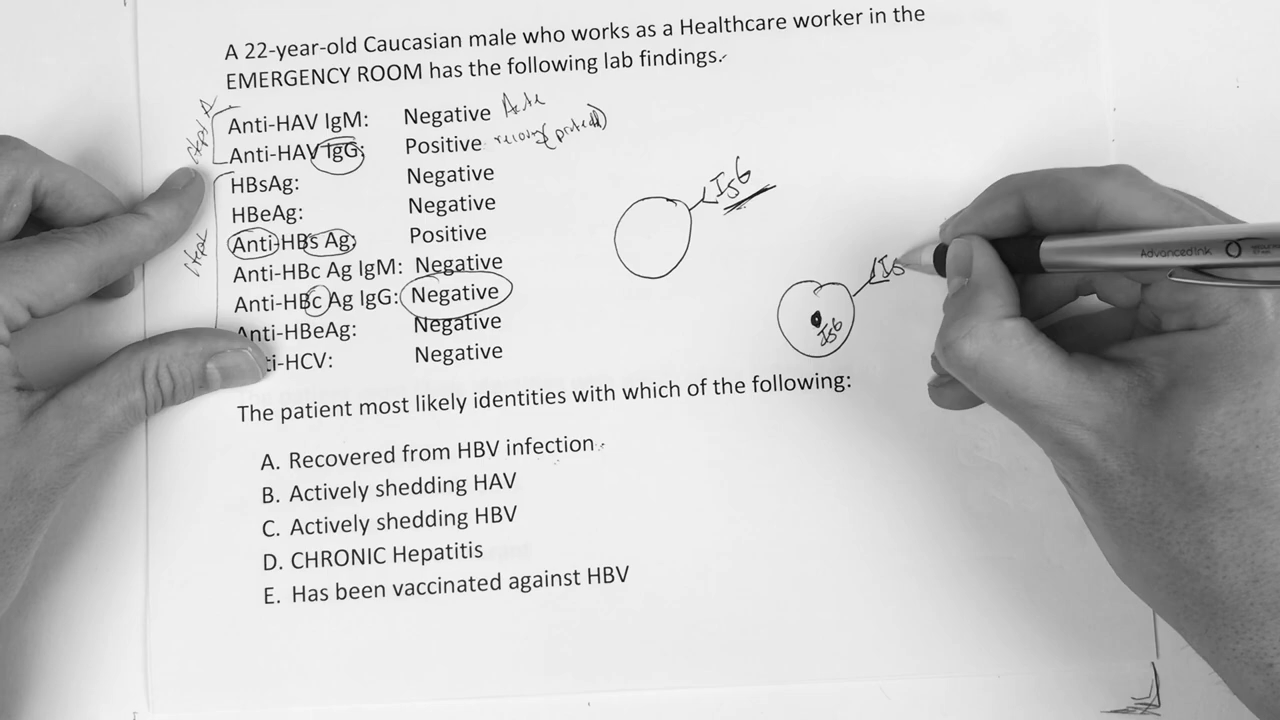 A 22-year-old Caucasian male who works as a Healthcare worker in the
EMERGENCY ROOM has the following lab findings.
Anti-HAV IgM: Negative Acute
Anti-HAV IgG: Positive
HBsAg: Negative
HBeAg: Negative
Anti-HBs Ag: Positive
Anti-HBc Ag IgM: Negative
Anti-HBc Ag IgG: Negative
Anti-HBeAg: Negative
ti-HCV: Negative
IgG
Ig
IgG
AdvancedInk
The patient most likely identities with which of the following:
A. Recovered from HBV infection
B. Actively shedding HAV
C. Actively shedding HBV
D. CHRONIC Hepatitis
E. Has been vaccinated against HBV